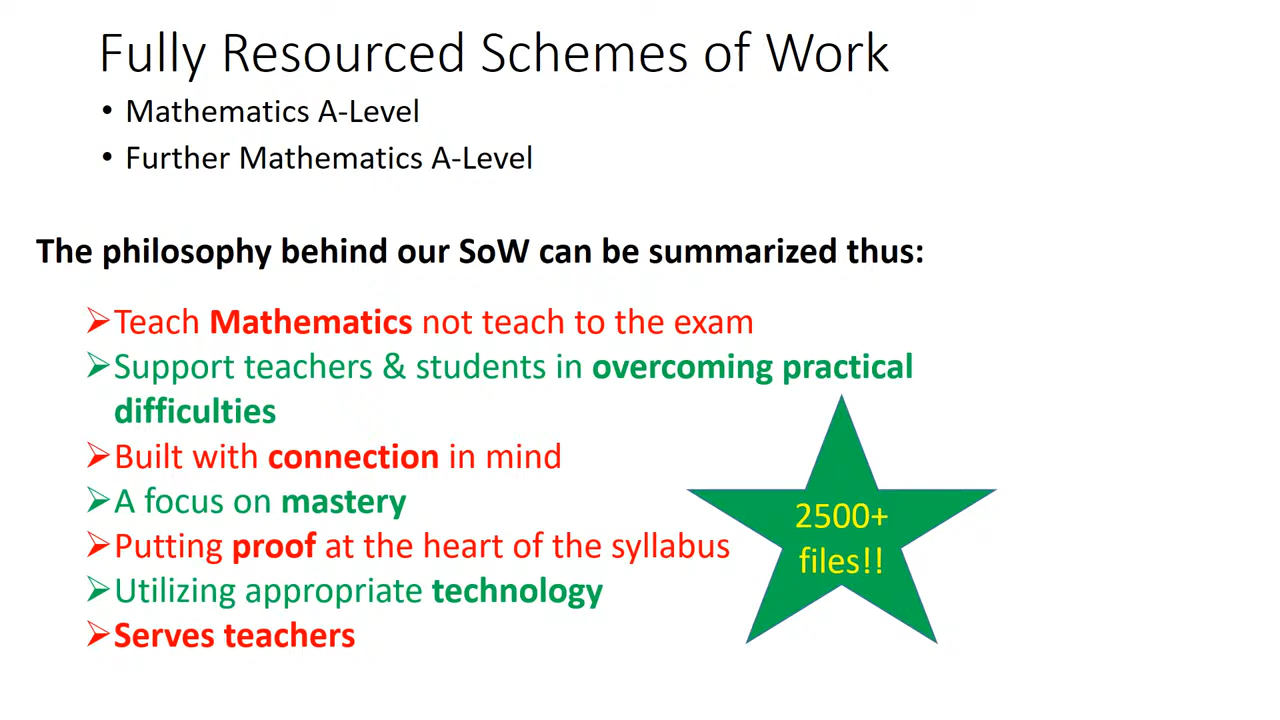 Fully Resourced Schemes of Work
• Mathematics A-Level
• Further Mathematics A-Level
The philosophy behind our SoW can be summarized thus:
➢Teach Mathematics not teach to the exam
➢Support teachers & students in overcoming practical
difficulties
➢Built with connection in mind
➢A focus on mastery
➢Putting proof at the heart of the syllabus
➢Utilizing appropriate technology
➢Serves teachers
2500+
files!!